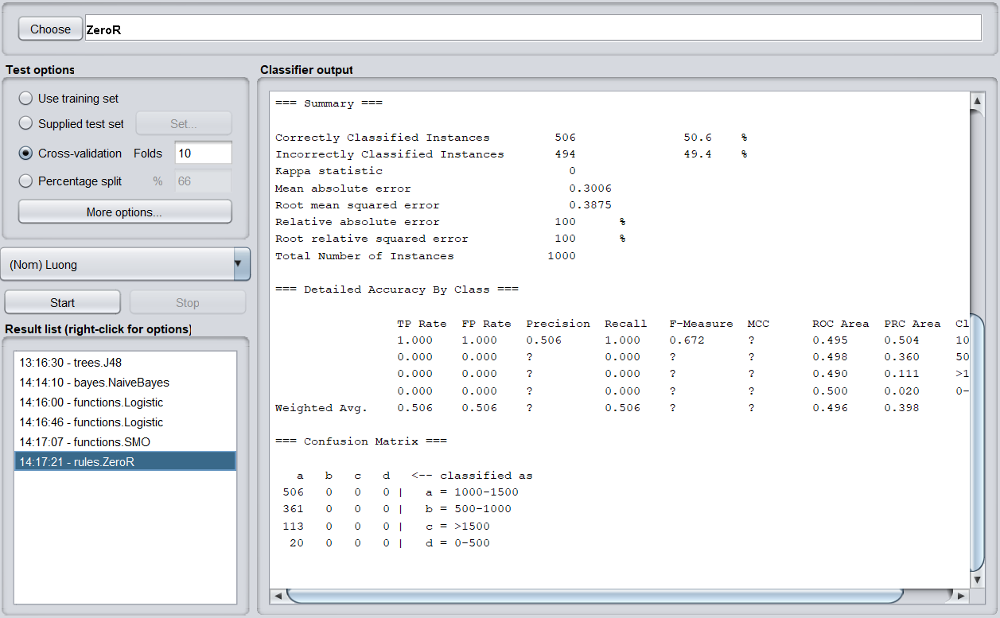 Choose ZeroR
Test options
Use training set
Supplied test set Set...
Cross-validation Folds 10
Percentage split % 66
More options...
(Nom) Luong
Start Stop
Result list (right-click for options)
13:16:30 - trees.J48
14:14:10 - bayes.NaiveBayes
14:16:00 - functions.Logistic
14:16:46 - functions.Logistic
14:17:07 - functions.SMO
14:17:21 - rules.ZeroR
Classifier output
=== Summary ===
Correctly Classified Instances 506 50.6 %
Incorrectly Classified Instances 494 49.4 %
Kappa statistic 0
Mean absolute error 0.3006
Root mean squared error 0.3875
Relative absolute error 100 %
Root relative squared error 100 %
Total Number of Instances 1000
=== Detailed Accuracy By Class ===
TP Rate FP Rate Precision Recall F-Measure MCC ROC Area PRC Area Cl
1.000 1.000 0.506 1.000 0.672 ? 0.495 0.504 10
0.000 0.000 ? 0.000 ? ? 0.498 0.360 50
0.000 0.000 ? 0.000 ? ? 0.490 0.111 >1
0.000 0.000 ? 0.000 ? ? 0.500 0.020 0-
Weighted Avg. 0.506 0.506 ? 0.506 ? ? 0.496 0.398
=== Confusion Matrix ===
a b c d <-- classified as
506 0 0 0 | a = 1000-1500
361 0 0 0 | b = 500-1000
113 0 0 0 | c = >1500
20 0 0 0 | d = 0-500